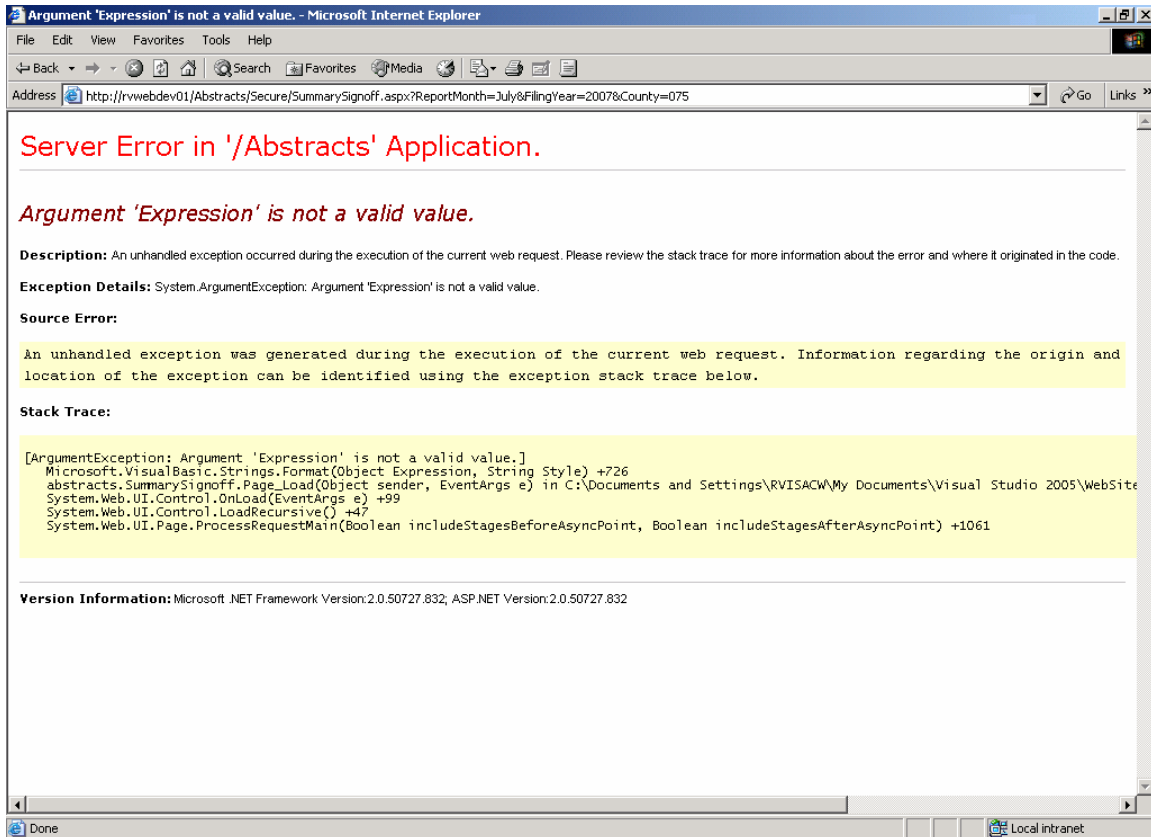 Argument 'Expression' is not a valid value. - Microsoft Internet Explorer
File Edit View Favorites Tools Help
Back Search Favorites Media
Address http://rvwebdev01/Abstracts/Secure/SummarySignoff.aspx?ReportMonth=July&FilingYear=2007&County=075 Go Links »
Server Error in '/Abstracts' Application.
Argument 'Expression' is not a valid value.
Description: An unhandled exception occurred during the execution of the current web request. Please review the stack trace for more information about the error and where it originated in the code.
Exception Details: System.ArgumentException: Argument 'Expression' is not a valid value.
Source Error:
An unhandled exception was generated during the execution of the current web request. Information regarding the origin and
location of the exception can be identified using the exception stack trace below.
Stack Trace:
[ArgumentException: Argument 'Expression' is not a valid value.]
Microsoft.VisualBasic.Strings.Format(Object Expression, String Style) +726
abstracts.SummarySignoff.Page_Load(Object sender, EventArgs e) in C:\Documents and Settings\RVISACW\My Documents\Visual Studio 2005\WebSite
System.Web.UI.Control.OnLoad(EventArgs e) +99
System.Web.UI.Control.LoadRecursive() +47
System.Web.UI.Page.ProcessRequestMain(Boolean includeStagesBeforeAsyncPoint, Boolean includeStagesAfterAsyncPoint) +1061
Version Information: Microsoft .NET Framework Version:2.0.50727.832; ASP.NET Version:2.0.50727.832
Done Local intranet